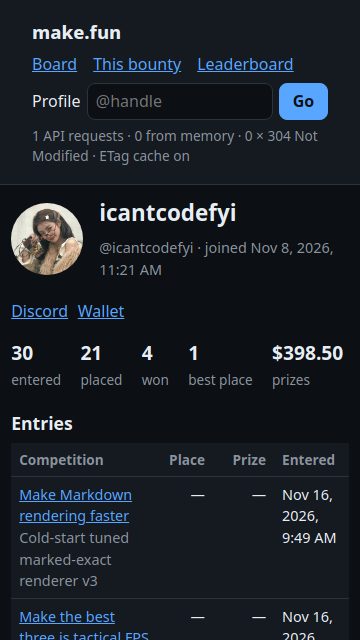 make.fun
Board This bounty Leaderboard
Profile @handle Go
1 API requests · 0 from memory · 0 × 304 Not
Modified · ETag cache on
icantcodefyi
@icantcodefyi · joined Nov 8, 2026,
11:21 AM
Discord Wallet
30 21 4 1 $398.50
entered placed won best place prizes
Entries
Competition Place Prize Entered
Make Markdown — — Nov 16,
rendering faster 2026,
Cold-start tuned 9:49 AM
marked-exact
renderer v3
Make the best — — Nov 16,
three js tactical FPS 2026,